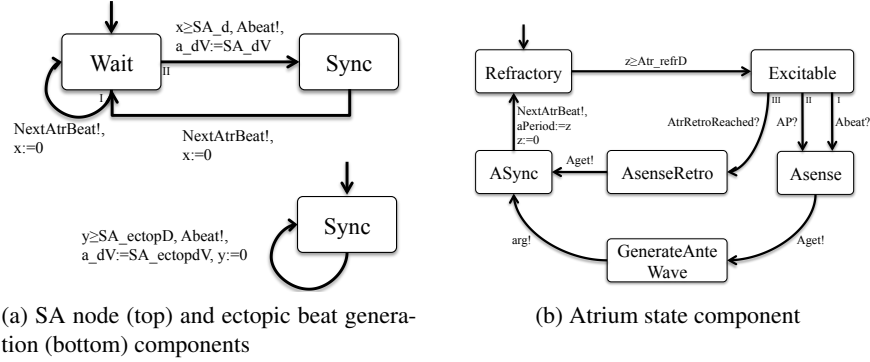 x≥SA_d, Abeat!,
a_dV:=SA_dV
Wait
II
Sync
I
NextAtrBeat!,
x:=0
NextAtrBeat!,
x:=0
y≥SA_ectopD, Abeat!,
a_dV:=SA_ectopdV, y:=0
Sync
(a) SA node (top) and ectopic beat genera-
tion (bottom) components
Refractory
z≥Atr_refrD
Excitable
III
II
I
NextAtrBeat!,
aPeriod:=z
z:=0
AtrRetroReached?
AP?
Abeat?
ASync
Aget!
AsenseRetro
Asense
arg!
GenerateAnte
Wave
Aget!
(b) Atrium state component